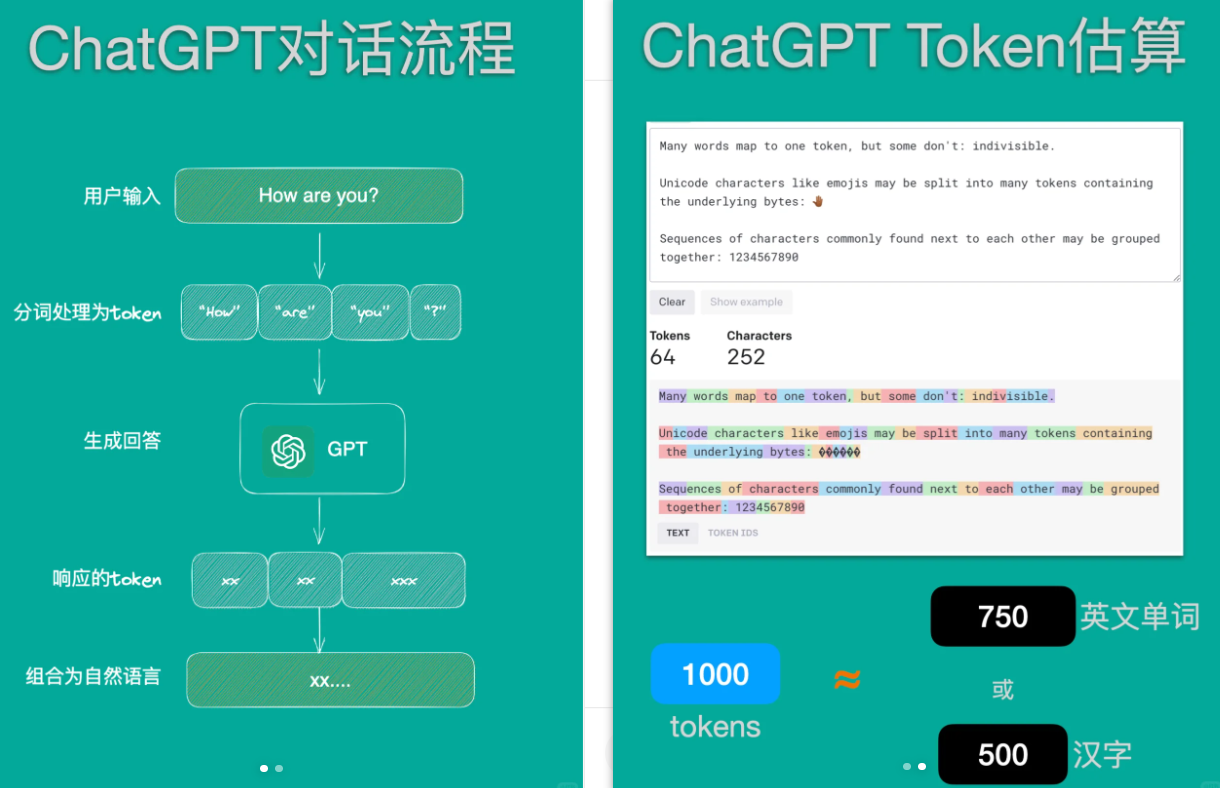 ChatGPT对话流程
用户输入
How are you?
分词处理为token
"How"
"are"
"you"
"?"
生成回答
GPT
响应的token
xx
xx
xxx
组合为自然语言
xx....
ChatGPT Token估算
Many words map to one token, but some don't: indivisible.
Unicode characters like emojis may be split into many tokens containing
the underlying bytes: 🤚🏾
Sequences of characters commonly found next to each other may be grouped
together: 1234567890
Clear
Show example
Tokens
Characters
64
252
Many words map to one token, but some don't: indivisible.
Unicode characters like emojis may be split into many tokens containing
the underlying bytes: ������
Sequences of characters commonly found next to each other may be grouped
together: 1234567890
TEXT
TOKEN IDS
1000
tokens
≈
750
英文单词
或
500
汉字